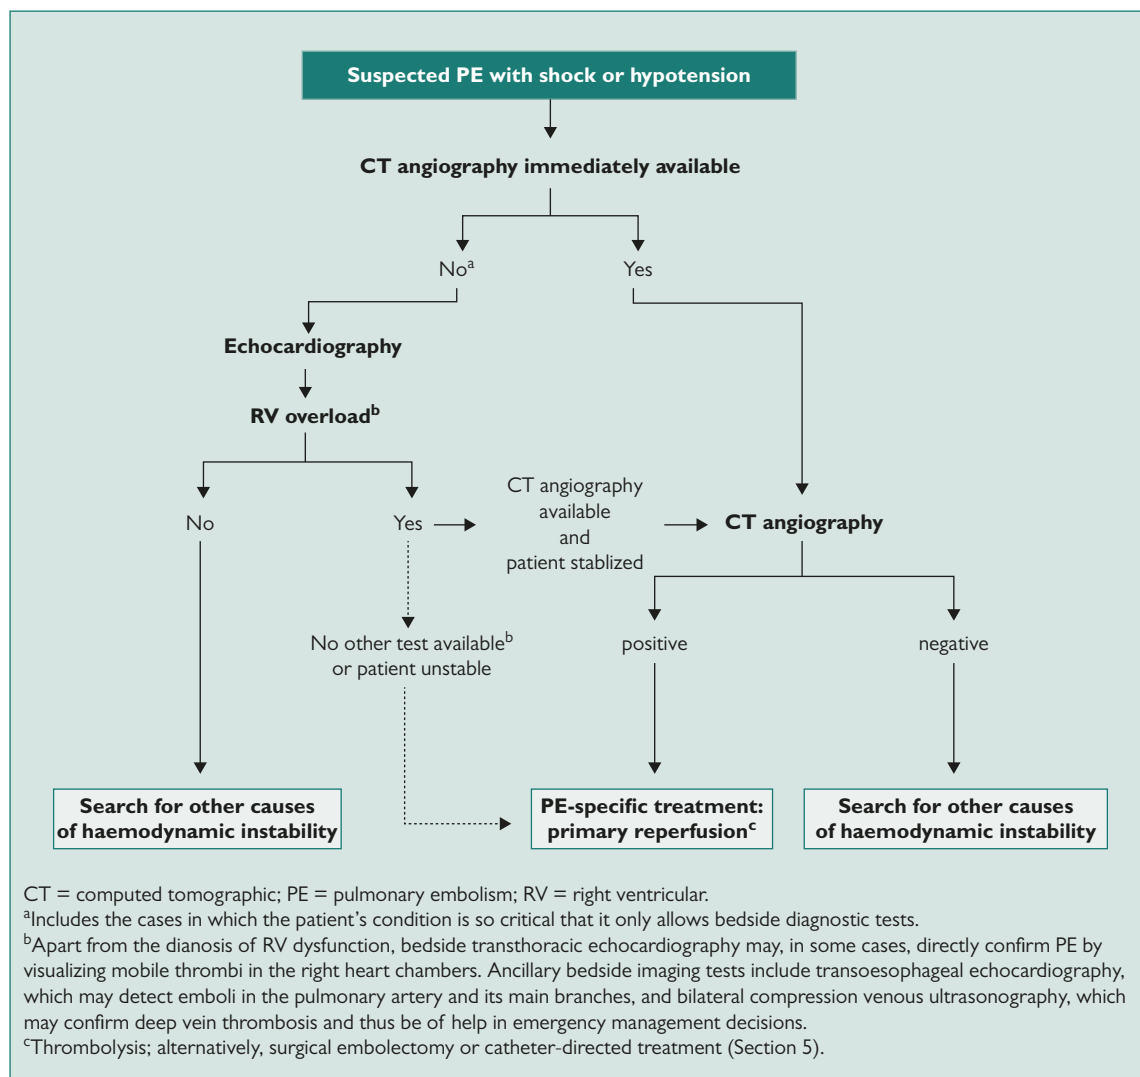 Suspected PE with shock or hypotension
CT angiography immediately available
Noᵃ
Yes
Echocardiography
RV overloadᵇ
No
Yes
CT angiography
available
and
patient stablized
CT angiography
No other test availableᵇ
or patient unstable
positive
negative
Search for other causes
of haemodynamic instability
PE-specific treatment:
primary reperfusionᶜ
Search for other causes
of haemodynamic instability
CT = computed tomographic; PE = pulmonary embolism; RV = right ventricular.
ᵃIncludes the cases in which the patient’s condition is so critical that it only allows bedside diagnostic tests.
ᵇApart from the dianosis of RV dysfunction, bedside transthoracic echocardiography may, in some cases, directly confirm PE by
visualizing mobile thrombi in the right heart chambers. Ancillary bedside imaging tests include transoesophageal echocardiography,
which may detect emboli in the pulmonary artery and its main branches, and bilateral compression venous ultrasonography, which
may confirm deep vein thrombosis and thus be of help in emergency management decisions.
ᶜThrombolysis; alternatively, surgical embolectomy or catheter-directed treatment (Section 5).